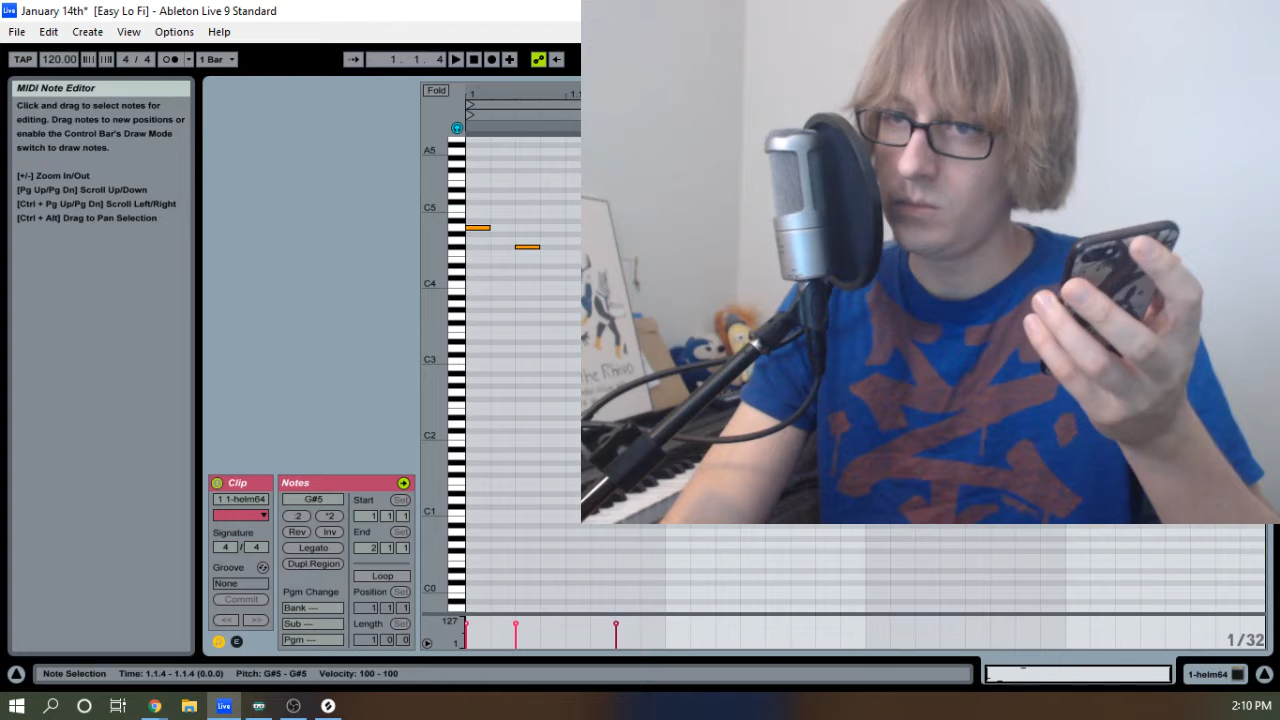 January 14th* [Easy Lo Fi] - Ableton Live 9 Standard
File Edit Create View Options Help
TAP 120.00 4 / 4 1 Bar 1. 1. 4
MIDI Note Editor
Click and drag to select notes for
editing. Drag notes to new positions or
enable the Control Bar's Draw Mode
switch to draw notes.
[+/-] Zoom In/Out
[Pg Up/Pg Dn] Scroll Up/Down
[Ctrl + Pg Up/Pg Dn] Scroll Left/Right
[Ctrl + Alt] Drag to Pan Selection
Fold
1
A5
C5
C4
C3
C2
C1
C0
127
1
1/32
Clip
1 1-helm64
Signature
4 / 4
Groove
None
Commit
<< >>
E
Notes
G#5
:2 *2
Rev Inv
Legato
Dupl.Region
Pgm Change
Bank ---
Sub ---
Pgm ---
Start Set
1 1 1
End Set
2 1 1
Loop
Position Set
1 1 1
Length Set
1 0 0
the Rhino
Note Selection Time: 1.1.4 - 1.1.4 (0.0.0) Pitch: G#5 - G#5 Velocity: 100 - 100
1-helm64
Live
2:10 PM